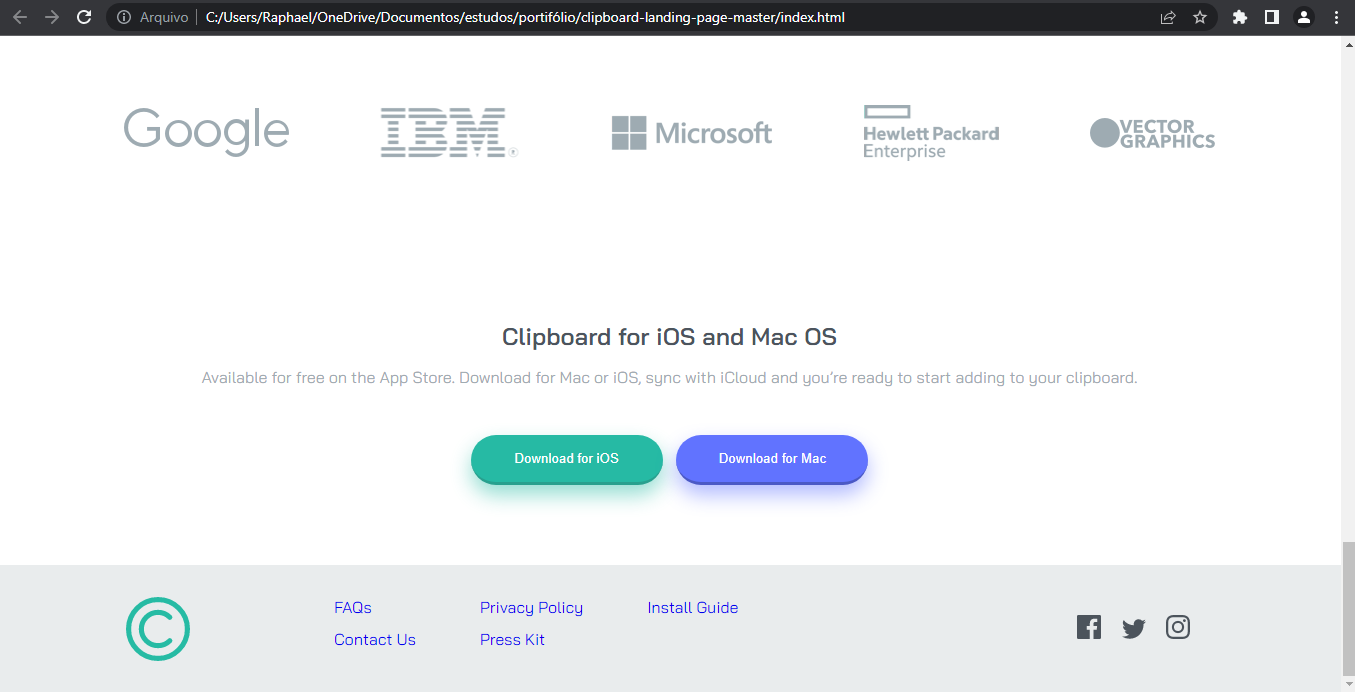 Arquivo | C:/Users/Raphael/OneDrive/Documentos/estudos/portifólio/clipboard-landing-page-master/index.html
Google IBM® Microsoft Hewlett Packard Enterprise VECTOR GRAPHICS
Clipboard for iOS and Mac OS
Available for free on the App Store. Download for Mac or iOS, sync with iCloud and you’re ready to start adding to your clipboard.
Download for iOS Download for Mac
FAQs Privacy Policy Install Guide
Contact Us Press Kit